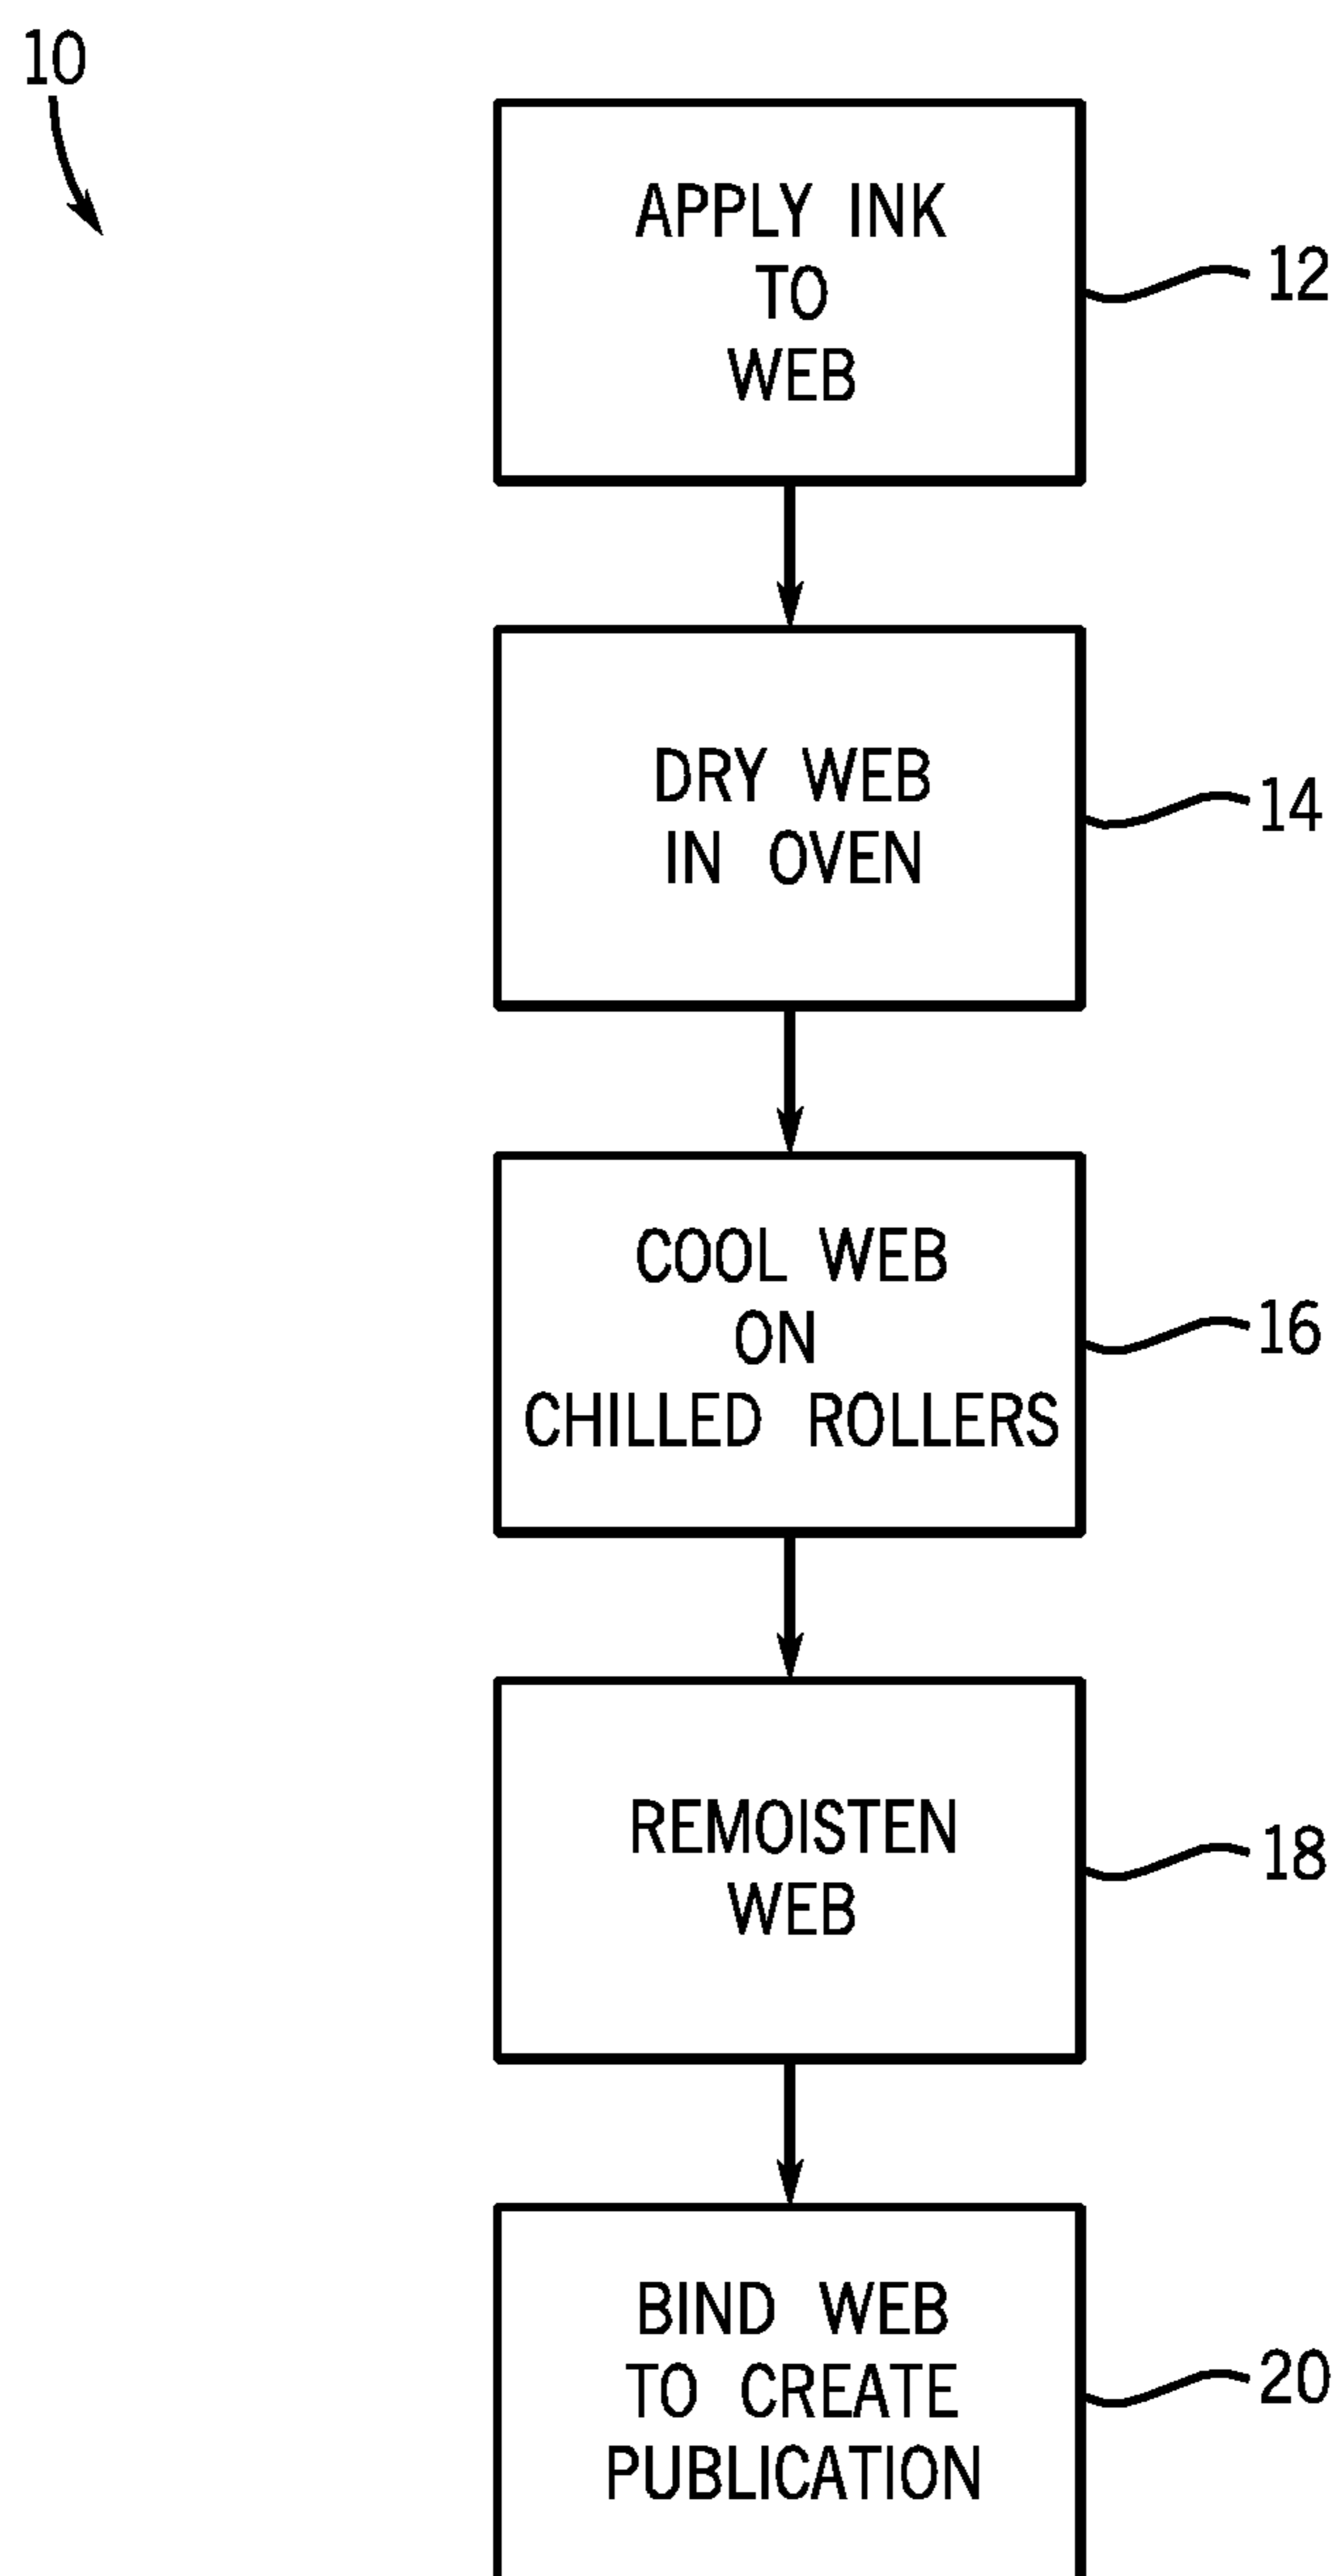 10
APPLY INK
TO
WEB
12
DRY WEB
IN OVEN
14
COOL WEB
ON
CHILLED ROLLERS
16
REMOISTEN
WEB
18
BIND WEB
TO CREATE
PUBLICATION
20